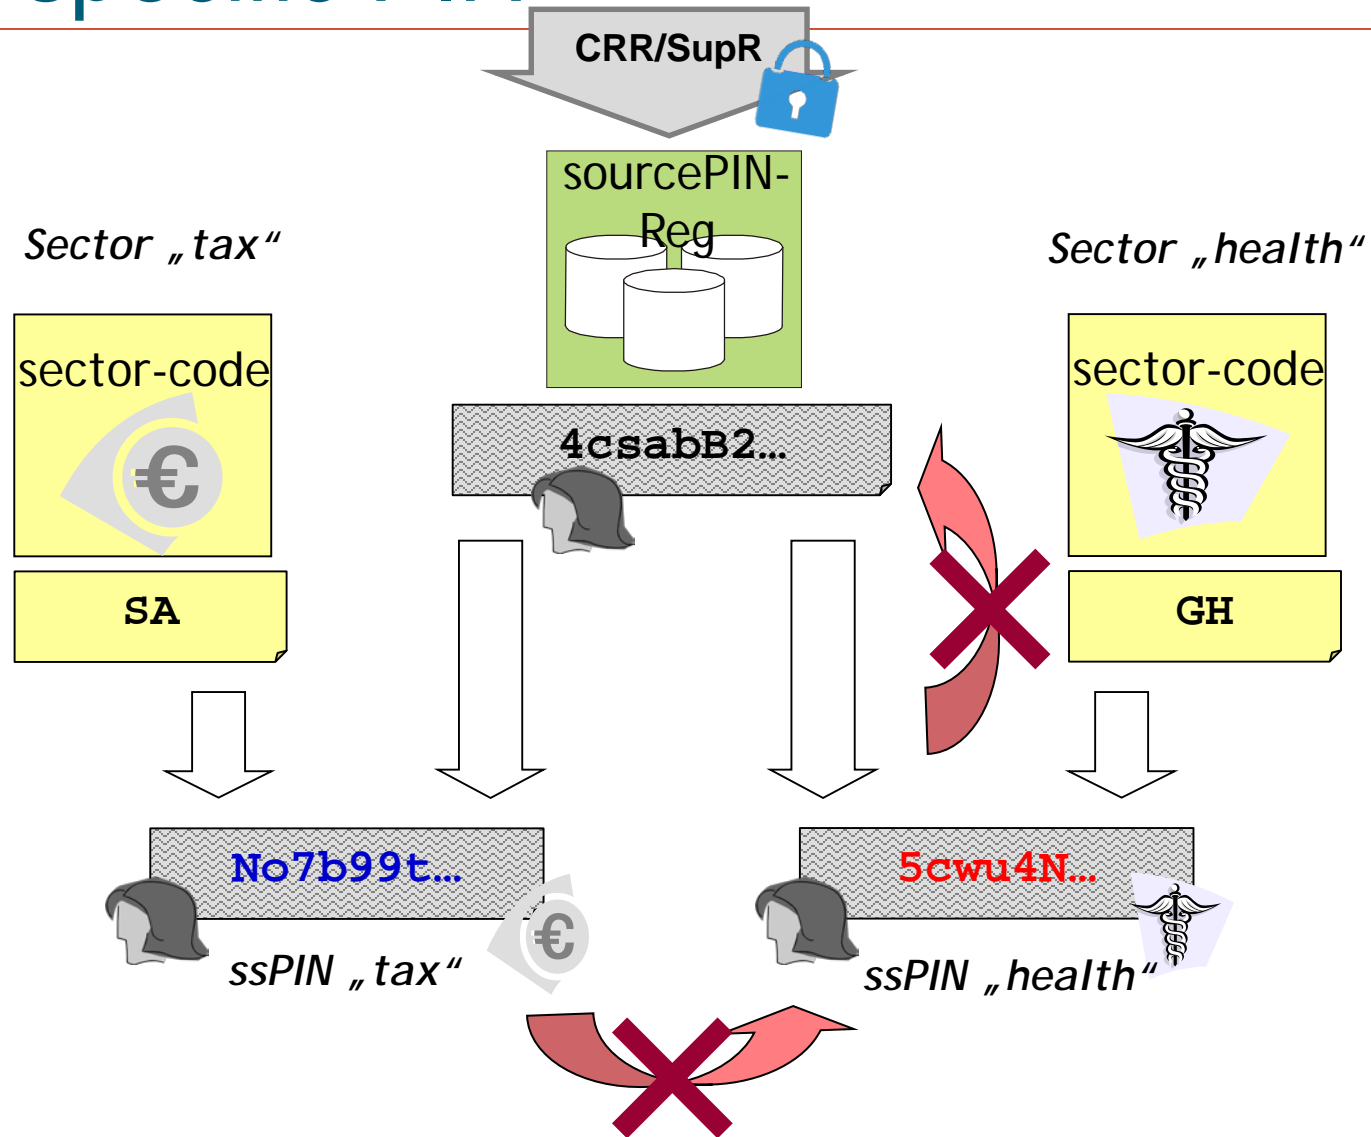 CRR/SupR
sourcePIN-
Reg
Sector „tax“
Sector „health“
sector-code
€
sector-code
4csabB2…
SA
GH
No7b99t…
5cwu4N…
€
ssPIN „tax“
ssPIN „health“